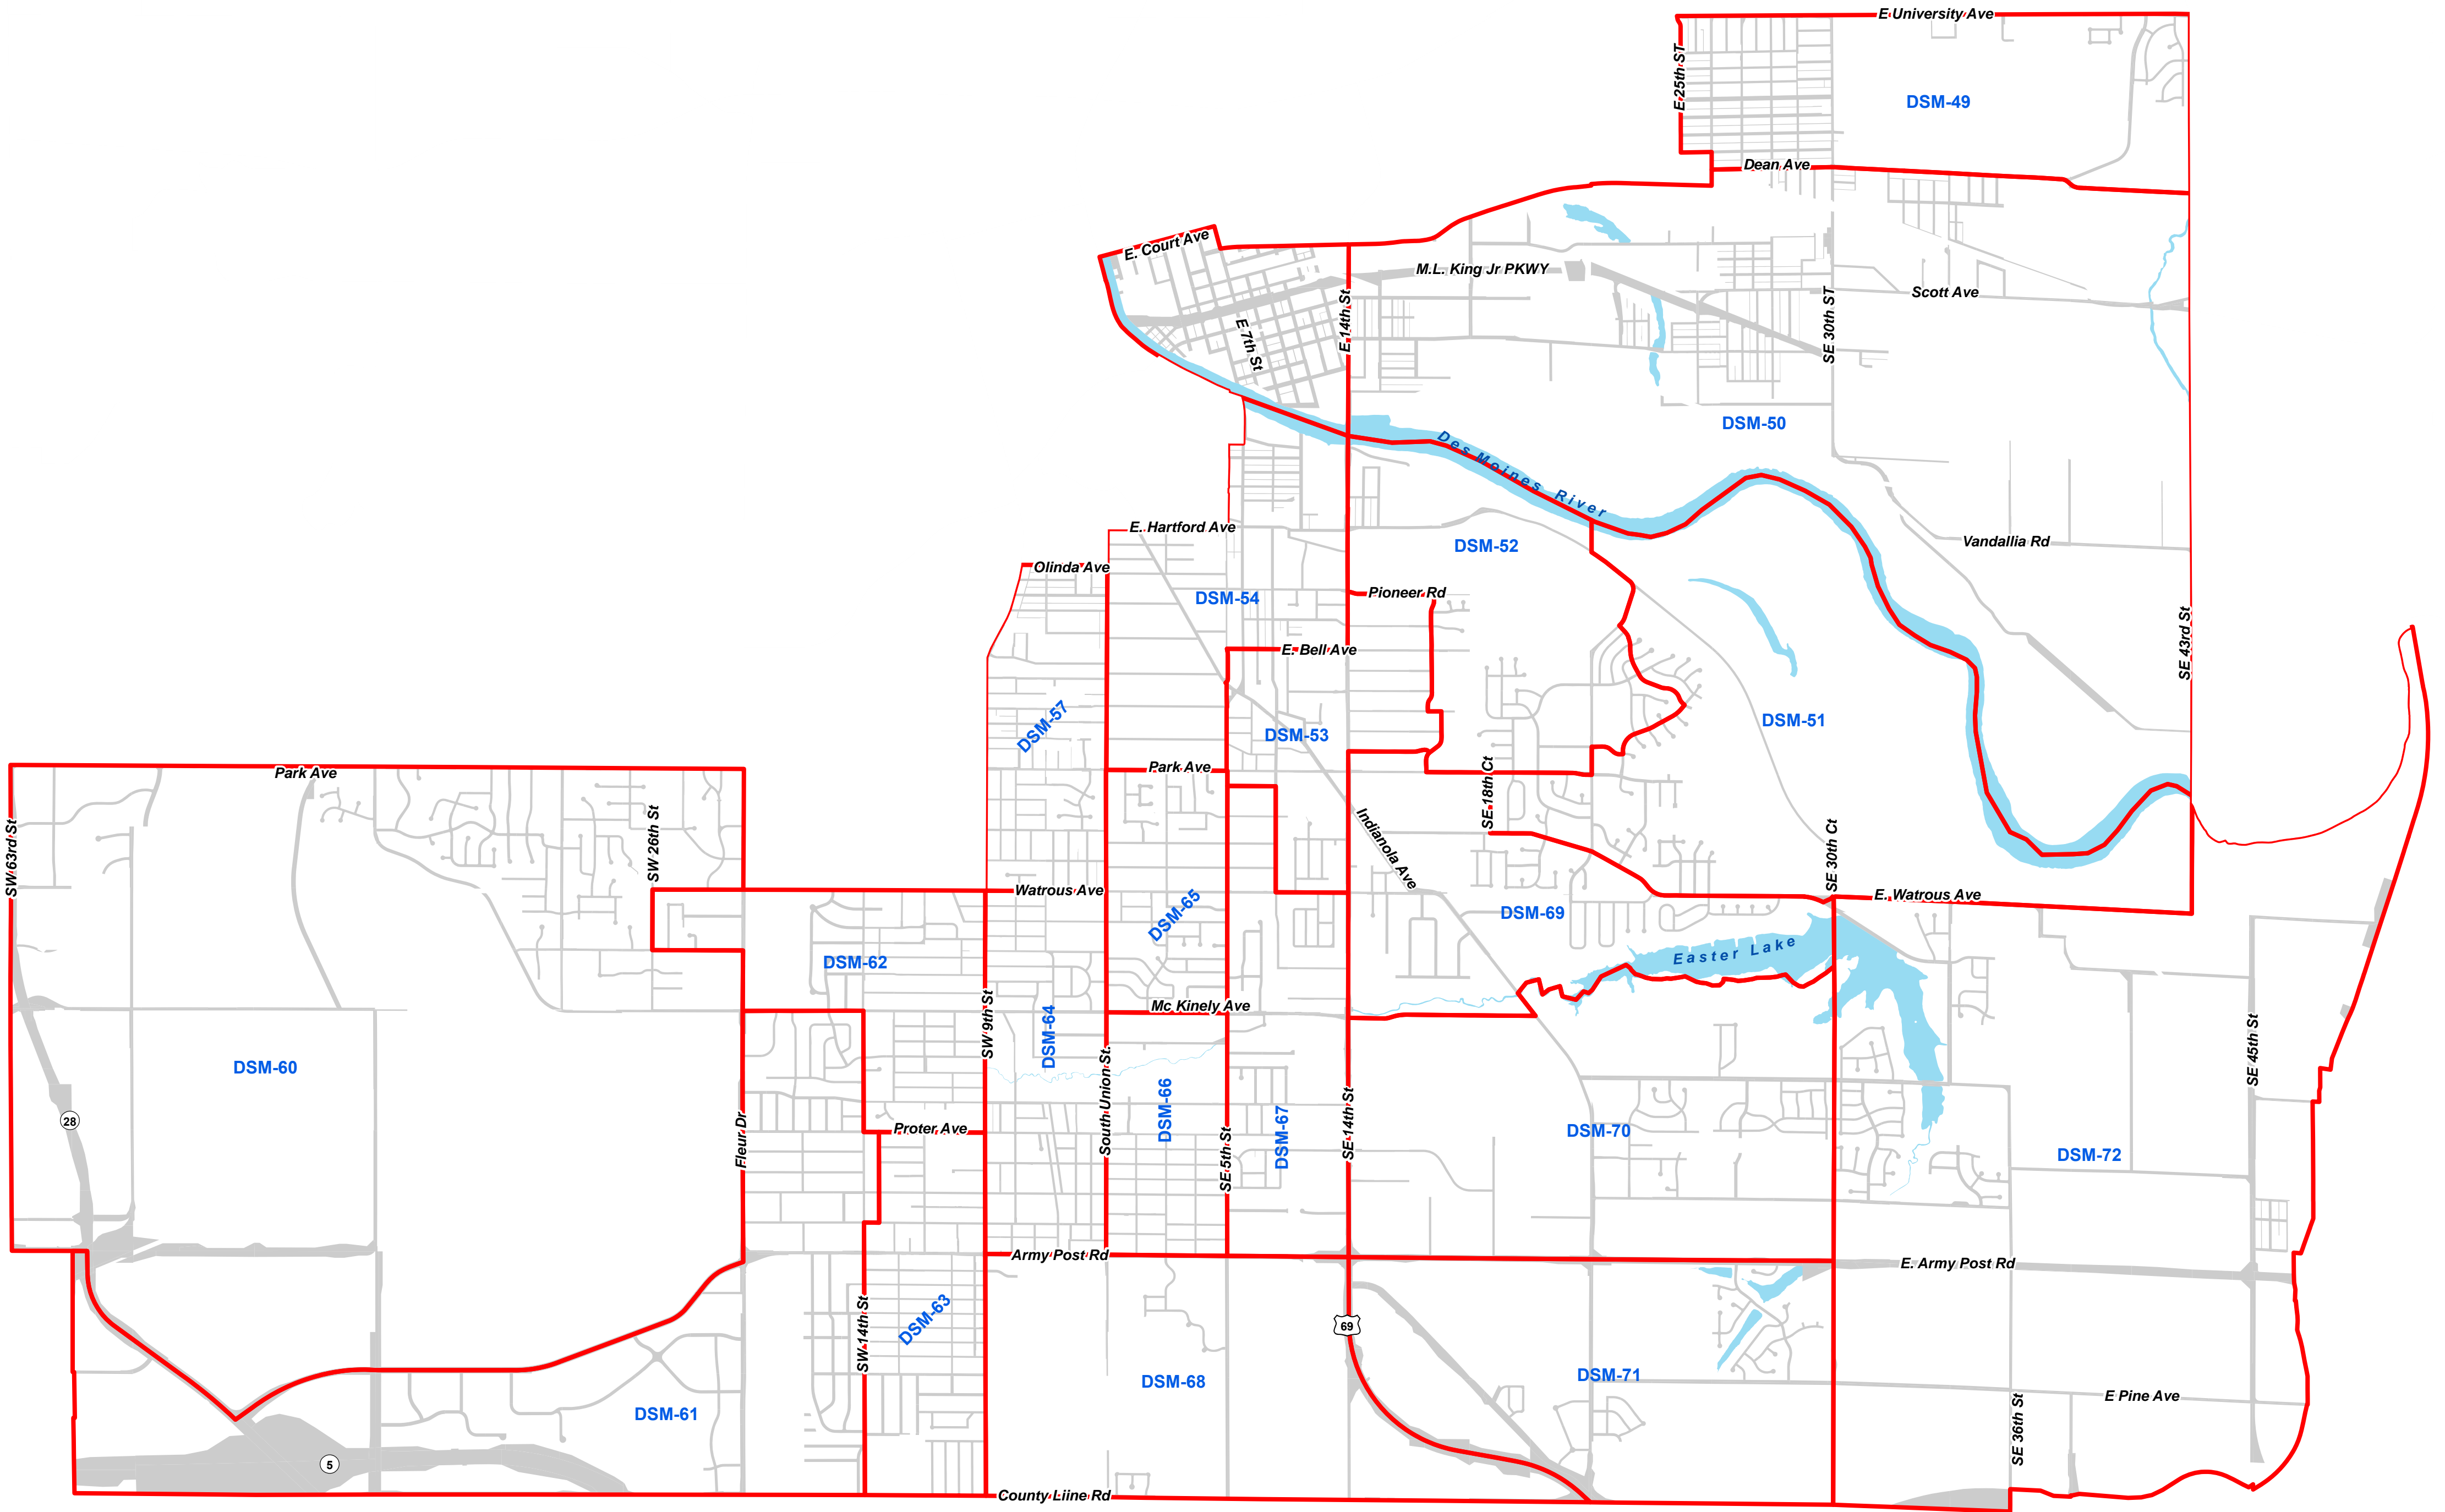 E University Ave
E 25th ST
DSM-49
Dean Ave
E. Court Ave
M.L. King Jr PKWY
Scott Ave
E 7th St
E 14th St
SE 30th ST
DSM-50
Des Moines River
E. Hartford Ave
DSM-52
Vandallia Rd
Olinda Ave
DSM-54
Pioneer Rd
E. Bell Ave
SE 43rd St
DSM-57
DSM-53
DSM-51
Park Ave
Park Ave
SW 63rd St
SW 26th St
SE 18th Ct
Indianola Ave
SE 30th Ct
Watrous Ave
E. Watrous Ave
DSM-65
DSM-69
DSM-62
Easter Lake
Mc Kinely Ave
SW 9th St
DSM-64
DSM-60
South Union St.
SE 45th St
28
Fleur Dr
Proter Ave
DSM-66
DSM-67
SE 5th St
SE 14th St
DSM-70
DSM-72
Army Post Rd
E. Army Post Rd
SW 14th St
DSM-63
69
DSM-68
DSM-71
E Pine Ave
DSM-61
SE 36th St
5
County Liine Rd